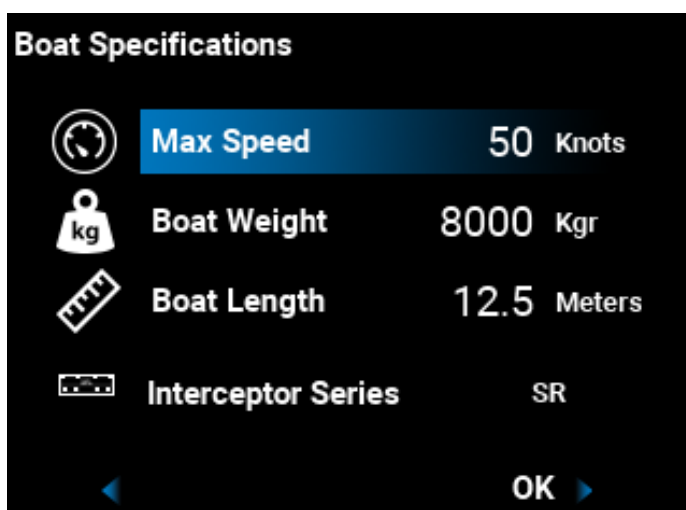 Boat Specifications
Max Speed 50 Knots
kg Boat Weight 8000 Kgr
Boat Length 12.5 Meters
Interceptor Series SR
OK